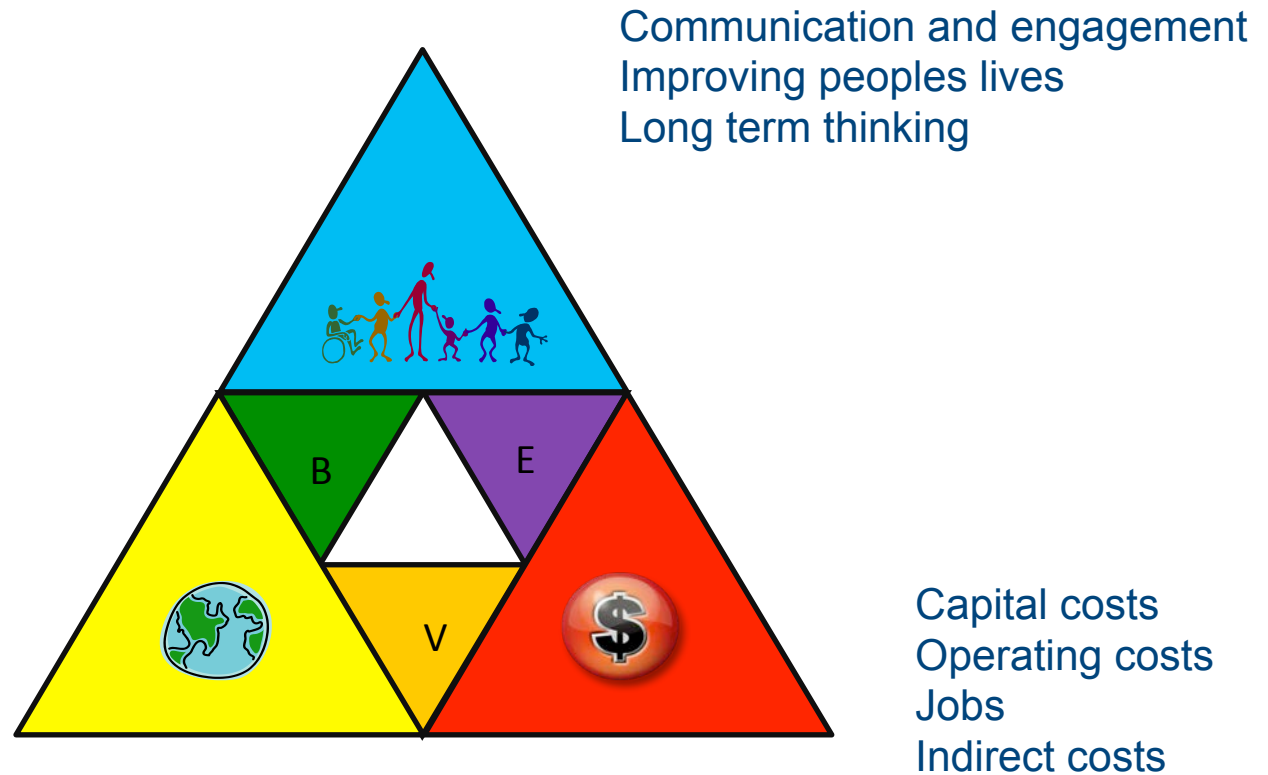 Communication and engagement
Improving peoples lives
Long term thinking
B
E
V
$
Capital costs
Operating costs
Jobs
Indirect costs